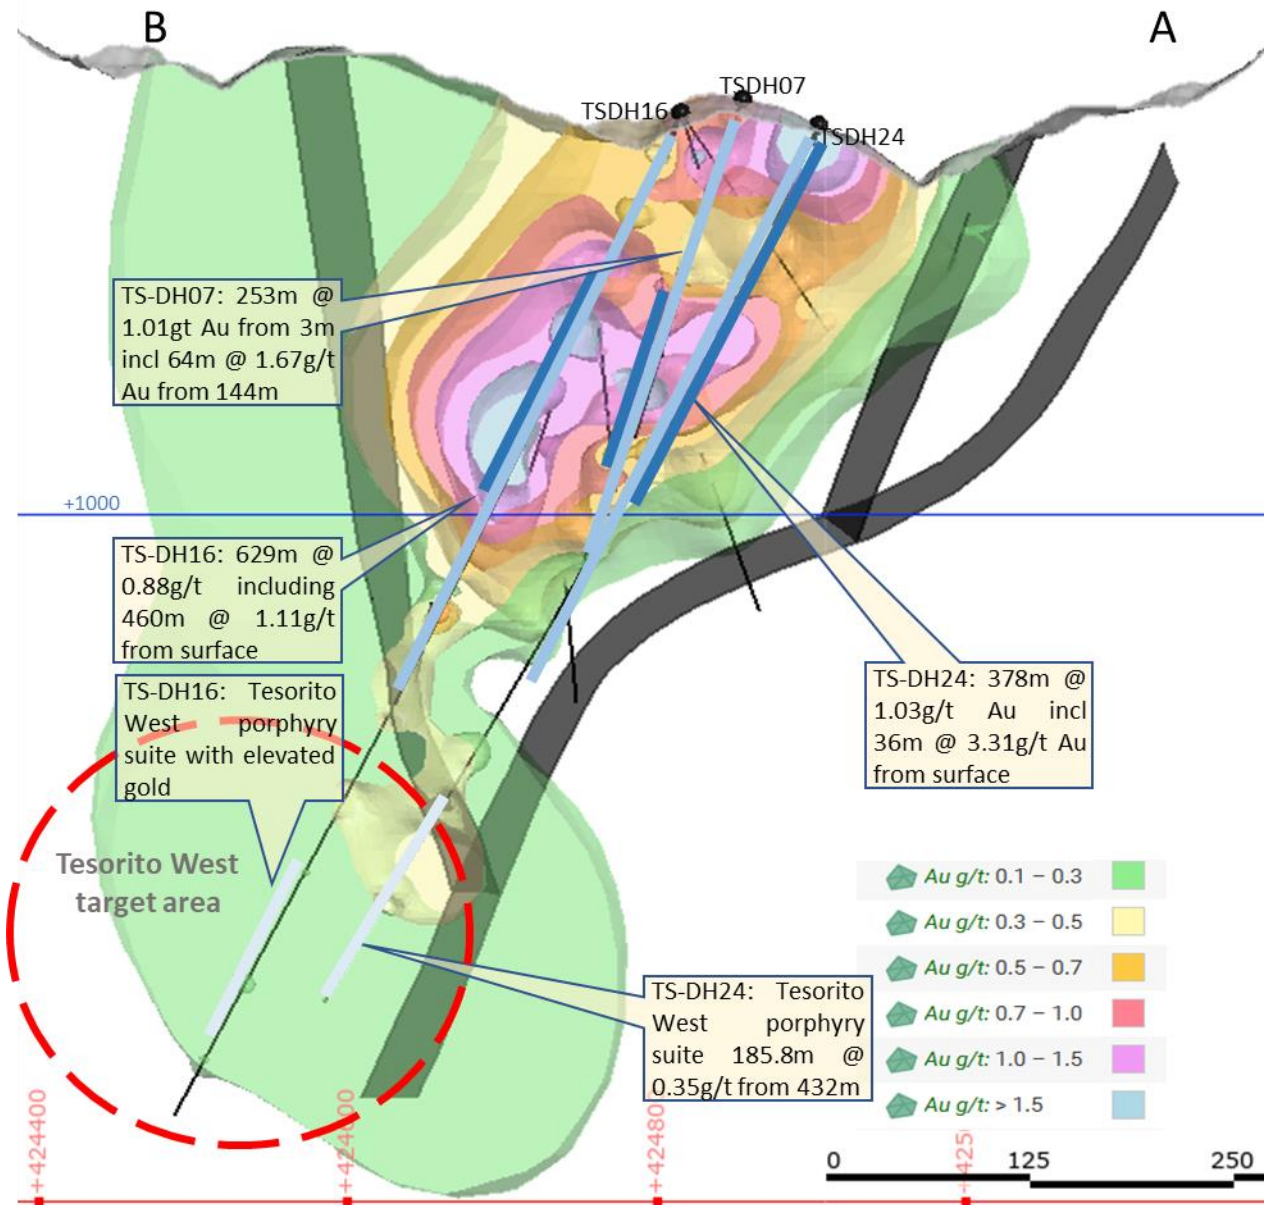 B
A
TSDH07
TSDH16
TSDH24
TS-DH07: 253m @
1.01gt Au from 3m
incl 64m @ 1.67g/t
Au from 144m
+1000
TS-DH16: 629m @
0.88g/t including
460m @ 1.11g/t
from surface
TS-DH16: Tesorito
West porphyry
suite with elevated
gold
TS-DH24: 378m @
1.03g/t Au incl
36m @ 3.31g/t Au
from surface
Tesorito West
target area
TS-DH24: Tesorito
West porphyry
suite 185.8m @
0.35g/t from 432m
Au g/t: 0.1 – 0.3
Au g/t: 0.3 – 0.5
Au g/t: 0.5 – 0.7
Au g/t: 0.7 – 1.0
Au g/t: 1.0 – 1.5
Au g/t: > 1.5
0 125 250
+424400
+424800